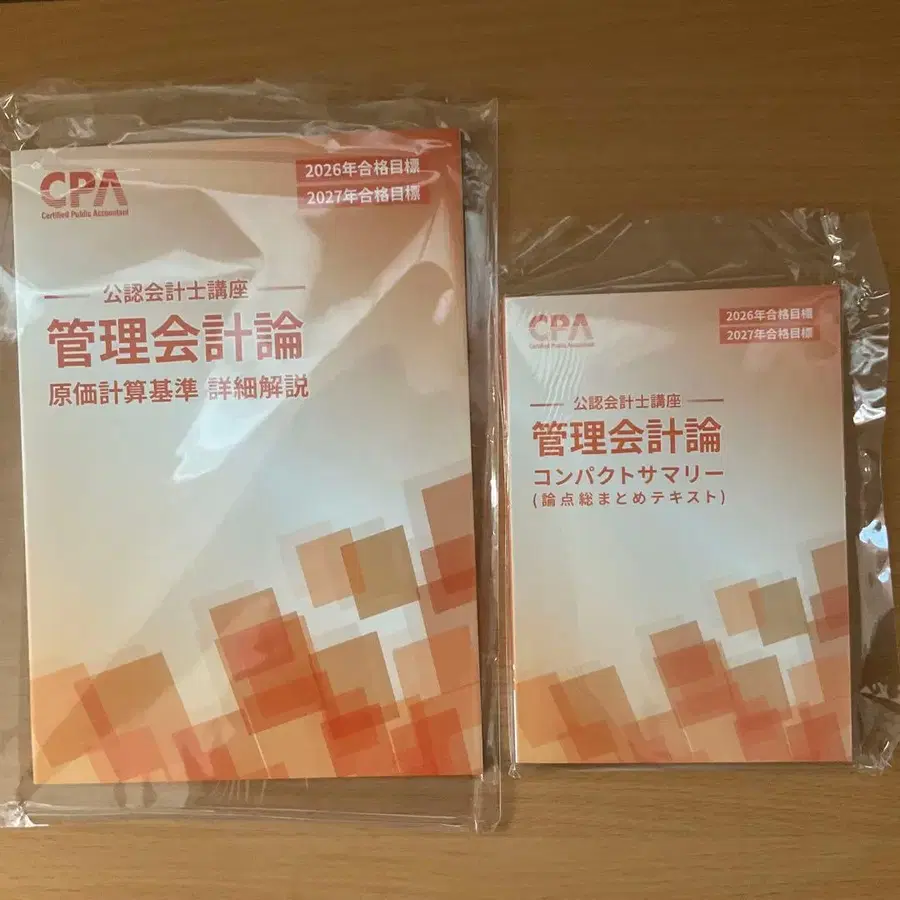 CPA
Certified Public Accountant
2026年合格目標
2027年合格目標
公認会計士講座
管理会計論
原価計算基準 詳細解説
CPA
Certified Public Accountant
2026年合格目標
2027年合格目標
公認会計士講座
管理会計論
コンパクトサマリー
(論点総まとめテキスト)